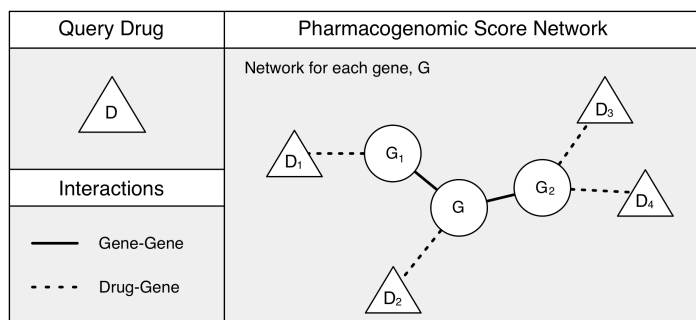 Query Drug
D
Interactions
Gene-Gene
Drug-Gene
Pharmacogenomic Score Network
Network for each gene, G
D₃
D₁
G₁
G₂
D₄
G
D₂